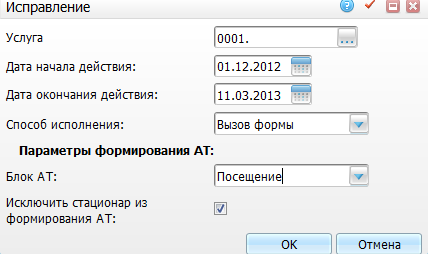 Исправление
Услуга 0001.
Дата начала действия: 01.12.2012
Дата окончания действия: 11.03.2013
Способ исполнения: Вызов формы
Параметры формирования АТ:
Блок АТ: Посещение
Исключить стационар из
формирования АТ:
OK Отмена